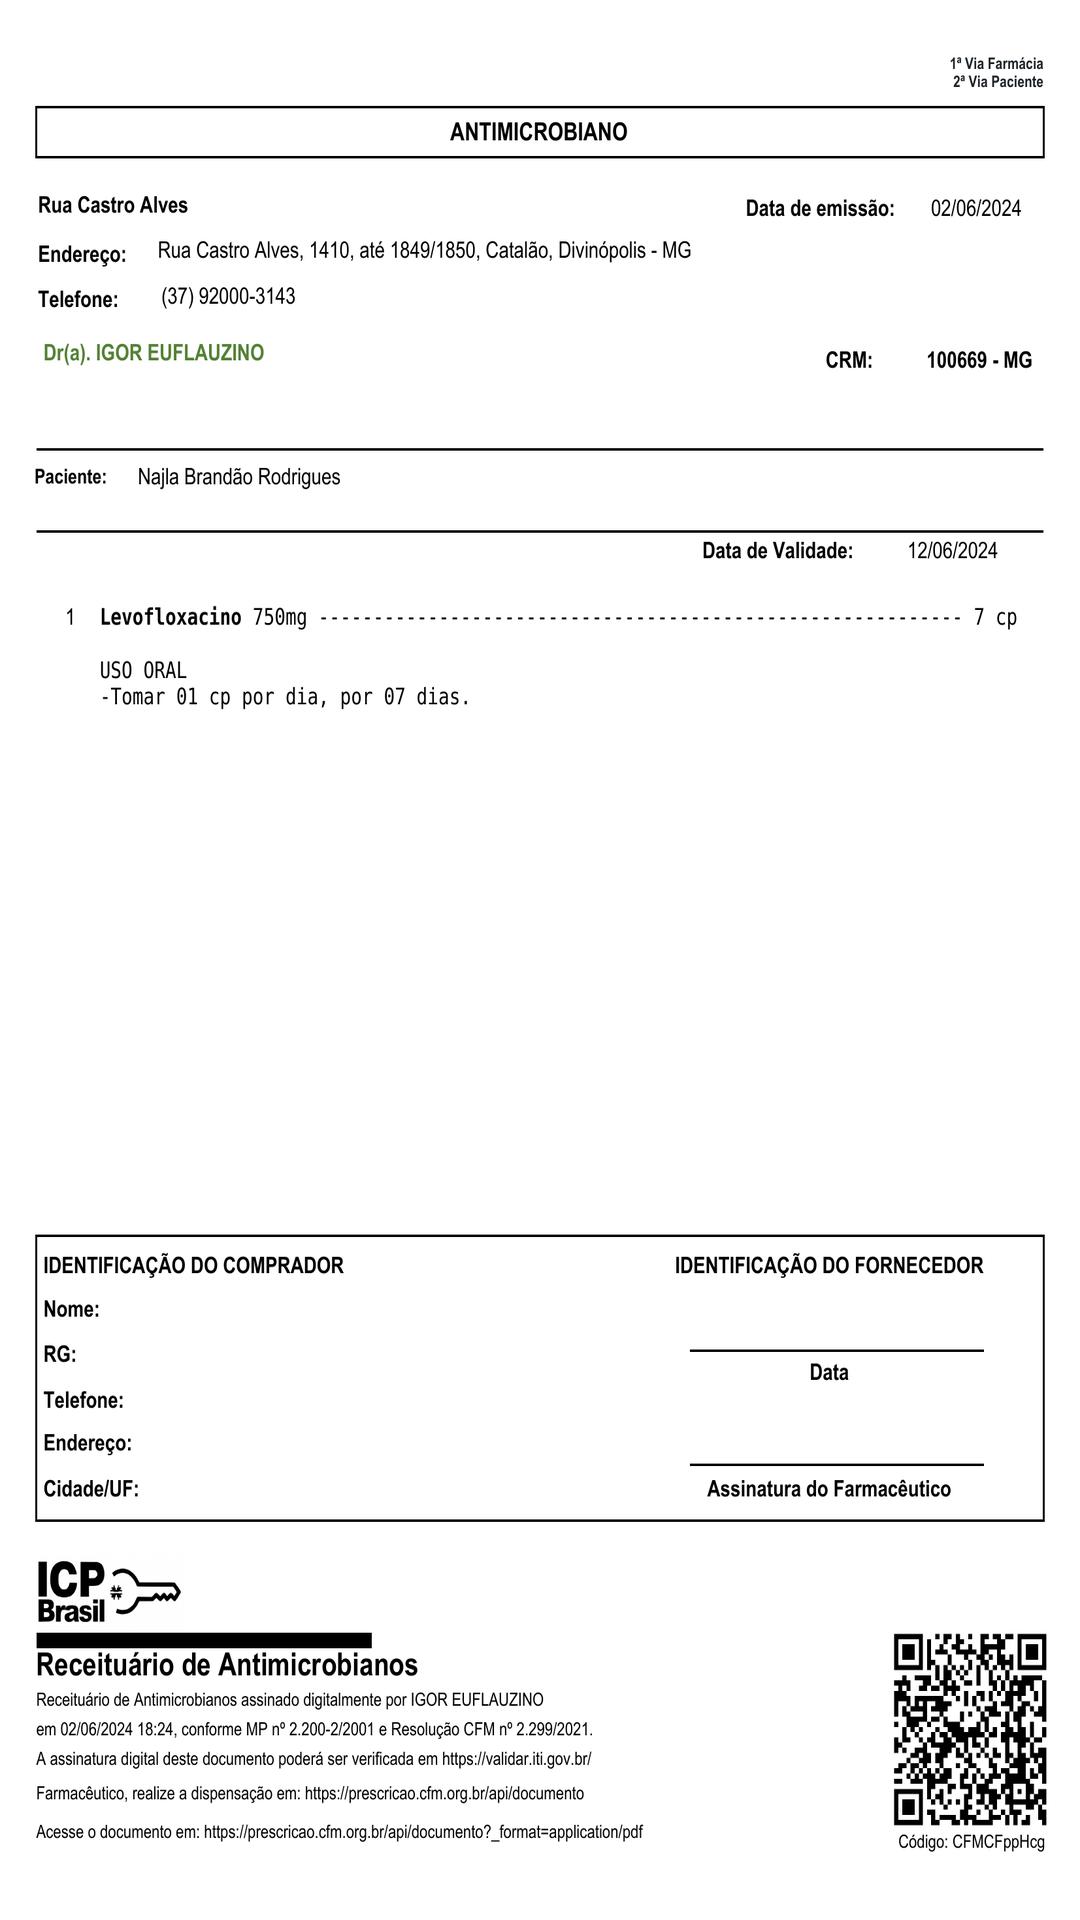 1ª Via Farmácia
2ª Via Paciente
ANTIMICROBIANO
Rua Castro Alves
Data de emissão: 02/06/2024
Endereço: Rua Castro Alves, 1410, até 1849/1850, Catalão, Divinópolis - MG
Telefone: (37) 92000-3143
Dr(a). IGOR EUFLAUZINO
CRM: 100669 - MG
Paciente: Najla Brandão Rodrigues
Data de Validade: 12/06/2024
1 Levofloxacino 750mg ----------------------------------------------------------- 7 cp
USO ORAL
-Tomar 01 cp por dia, por 07 dias.
IDENTIFICAÇÃO DO COMPRADOR
Nome:
RG:
Telefone:
Endereço:
Cidade/UF:
IDENTIFICAÇÃO DO FORNECEDOR
Data
Assinatura do Farmacêutico
ICP
Brasil
Receituário de Antimicrobianos
Receituário de Antimicrobianos assinado digitalmente por IGOR EUFLAUZINO
em 02/06/2024 18:24, conforme MP nº 2.200-2/2001 e Resolução CFM nº 2.299/2021.
A assinatura digital deste documento poderá ser verificada em https://validar.iti.gov.br/
Farmacêutico, realize a dispensação em: https://prescricao.cfm.org.br/api/documento
Acesse o documento em: https://prescricao.cfm.org.br/api/documento?_format=application/pdf
Código: CFMCFppHcg